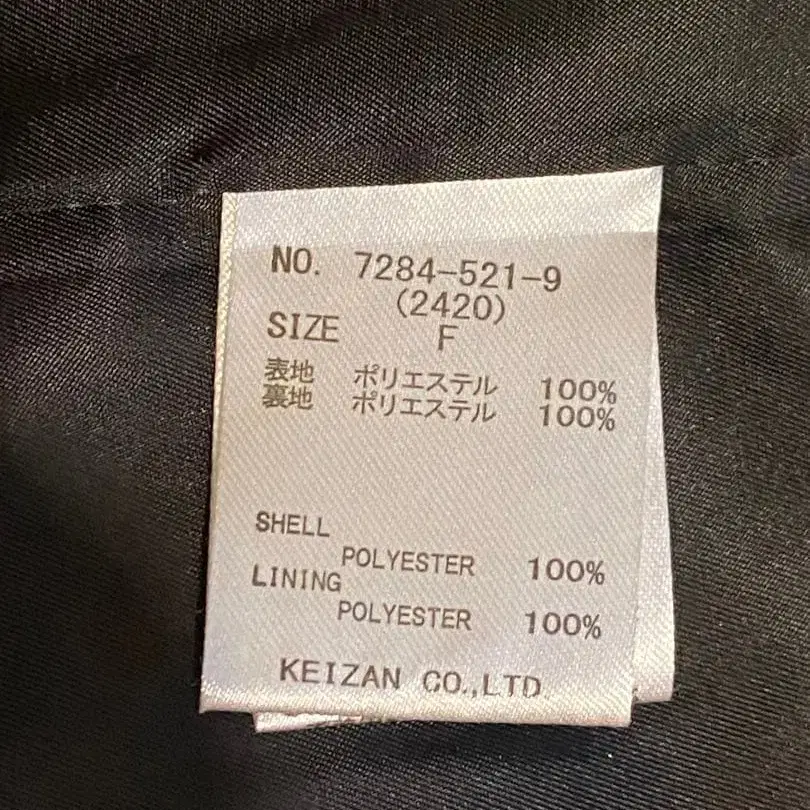 NO. 7284-521-9
(2420)
SIZE F
表地 ポリエステル 100%
裏地 ポリエステル 100%
SHELL
POLYESTER 100%
LINING
POLYESTER 100%
KEIZAN CO.,LTD